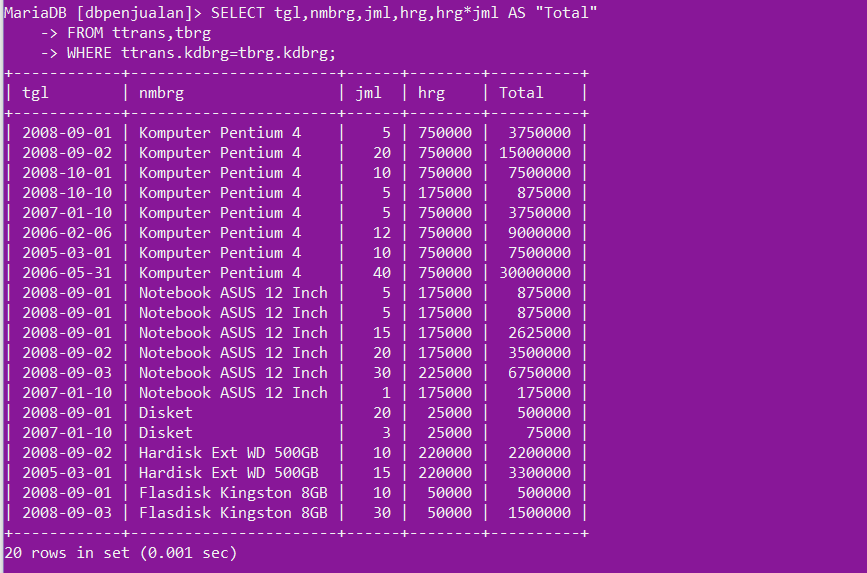 MariaDB [dbpenjualan]> SELECT tgl,nmbrg,jml,hrg,hrg*jml AS "Total"
    -> FROM ttrans,tbrg
    -> WHERE ttrans.kdbrg=tbrg.kdbrg;
+------------+-----------------------+------+--------+----------+
| tgl        | nmbrg                 | jml  | hrg    | Total    |
+------------+-----------------------+------+--------+----------+
| 2008-09-01 | Komputer Pentium 4    |    5 | 750000 |  3750000 |
| 2008-09-02 | Komputer Pentium 4    |   20 | 750000 | 15000000 |
| 2008-10-01 | Komputer Pentium 4    |   10 | 750000 |  7500000 |
| 2008-10-10 | Komputer Pentium 4    |    5 | 175000 |   875000 |
| 2007-01-10 | Komputer Pentium 4    |    5 | 750000 |  3750000 |
| 2006-02-06 | Komputer Pentium 4    |   12 | 750000 |  9000000 |
| 2005-03-01 | Komputer Pentium 4    |   10 | 750000 |  7500000 |
| 2006-05-31 | Komputer Pentium 4    |   40 | 750000 | 30000000 |
| 2008-09-01 | Notebook ASUS 12 Inch |    5 | 175000 |   875000 |
| 2008-09-01 | Notebook ASUS 12 Inch |    5 | 175000 |   875000 |
| 2008-09-01 | Notebook ASUS 12 Inch |   15 | 175000 |  2625000 |
| 2008-09-02 | Notebook ASUS 12 Inch |   20 | 175000 |  3500000 |
| 2008-09-03 | Notebook ASUS 12 Inch |   30 | 225000 |  6750000 |
| 2007-01-10 | Notebook ASUS 12 Inch |    1 | 175000 |   175000 |
| 2008-09-01 | Disket                |   20 |  25000 |   500000 |
| 2007-01-10 | Disket                |    3 |  25000 |    75000 |
| 2008-09-02 | Hardisk Ext WD 500GB  |   10 | 220000 |  2200000 |
| 2005-03-01 | Hardisk Ext WD 500GB  |   15 | 220000 |  3300000 |
| 2008-09-01 | Flasdisk Kingston 8GB |   10 |  50000 |   500000 |
| 2008-09-03 | Flasdisk Kingston 8GB |   30 |  50000 |  1500000 |
+------------+-----------------------+------+--------+----------+
20 rows in set (0.001 sec)